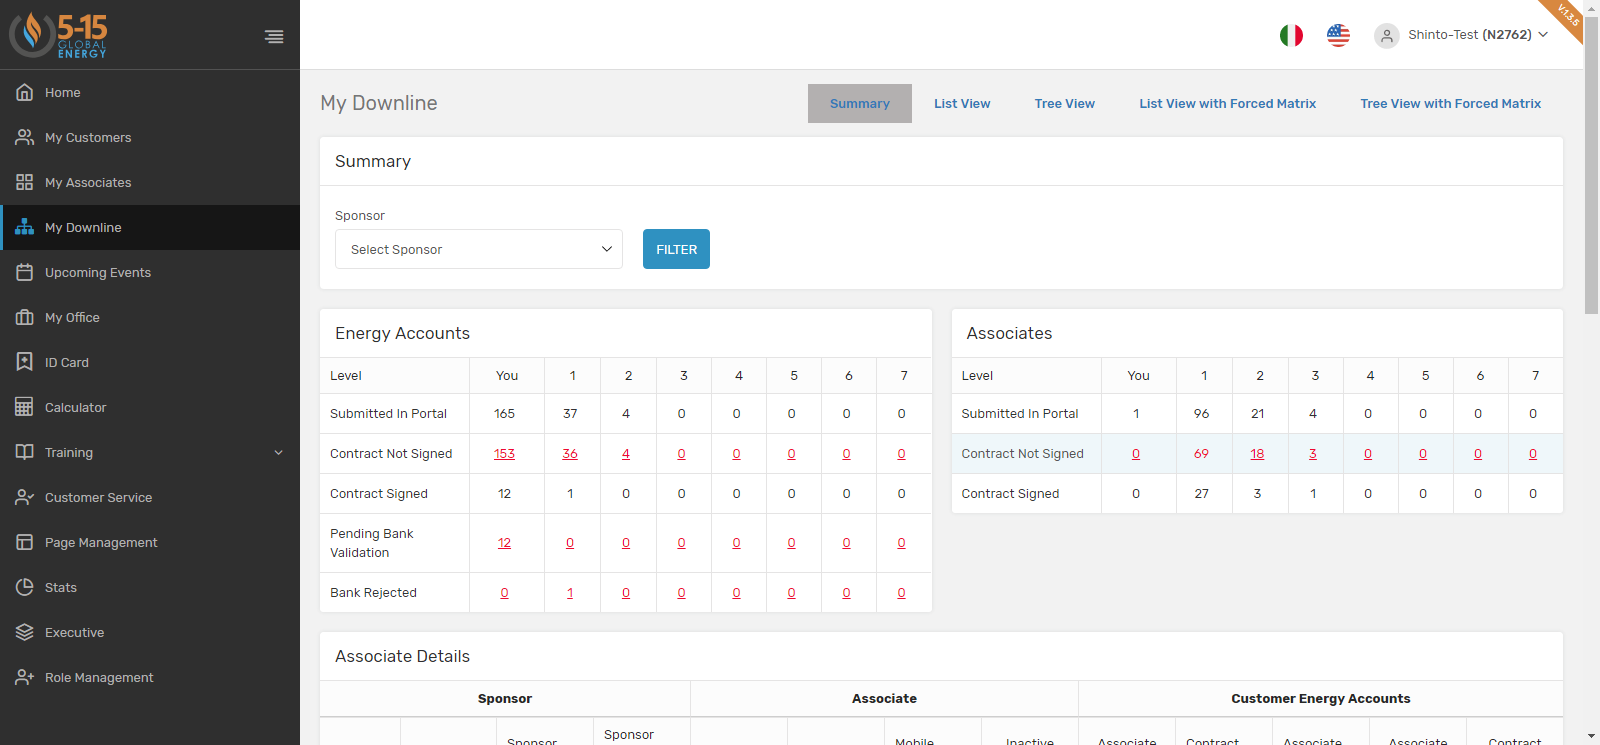 5-15
GLOBAL
ENERGY
Shinto-Test (N2762)
V.1.3.5
Home
My Customers
My Associates
My Downline
Upcoming Events
My Office
ID Card
Calculator
Training
Customer Service
Page Management
Stats
Executive
Role Management
My Downline
Summary List View Tree View List View with Forced Matrix Tree View with Forced Matrix
Summary
Sponsor
Select Sponsor FILTER
Energy Accounts
Level You 1 2 3 4 5 6 7
Submitted In Portal 165 37 4 0 0 0 0 0
Contract Not Signed 153 36 4 0 0 0 0 0
Contract Signed 12 1 0 0 0 0 0 0
Pending Bank
Validation 12 0 0 0 0 0 0 0
Bank Rejected 0 1 0 0 0 0 0 0
Associates
Level You 1 2 3 4 5 6 7
Submitted In Portal 1 96 21 4 0 0 0 0
Contract Not Signed 0 69 18 3 0 0 0 0
Contract Signed 0 27 3 1 0 0 0 0
Associate Details
Sponsor Associate Customer Energy Accounts
Sponsor Sponsor Mobile Inactive Associate Contract Associate Associate Contract